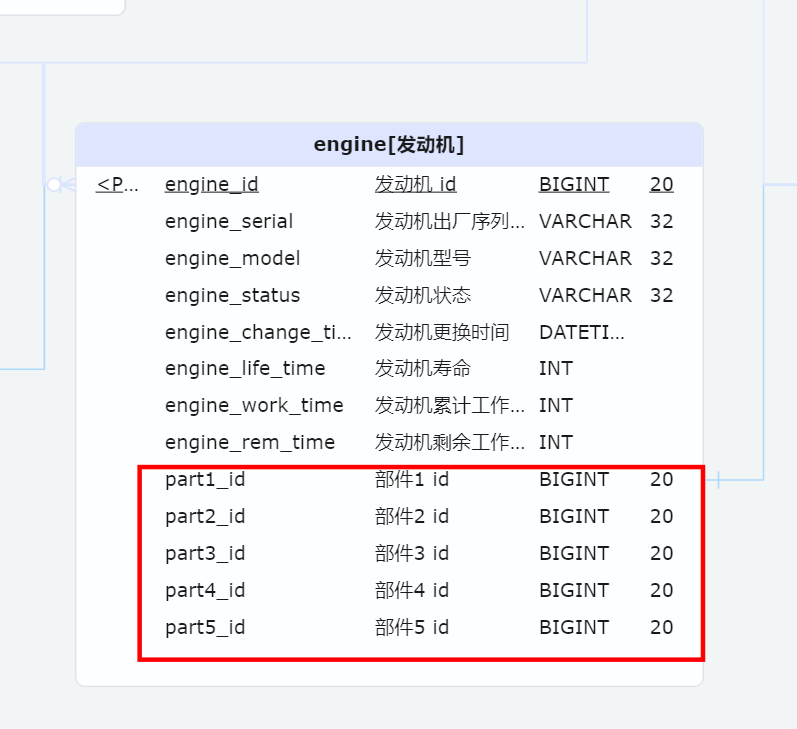 engine[发动机]
<P... engine_id 发动机 id BIGINT 20
engine_serial 发动机出厂序列... VARCHAR 32
engine_model 发动机型号 VARCHAR 32
engine_status 发动机状态 VARCHAR 32
engine_change_ti... 发动机更换时间 DATETI...
engine_life_time 发动机寿命 INT
engine_work_time 发动机累计工作... INT
engine_rem_time 发动机剩余工作... INT
part1_id 部件1 id BIGINT 20
part2_id 部件2 id BIGINT 20
part3_id 部件3 id BIGINT 20
part4_id 部件4 id BIGINT 20
part5_id 部件5 id BIGINT 20